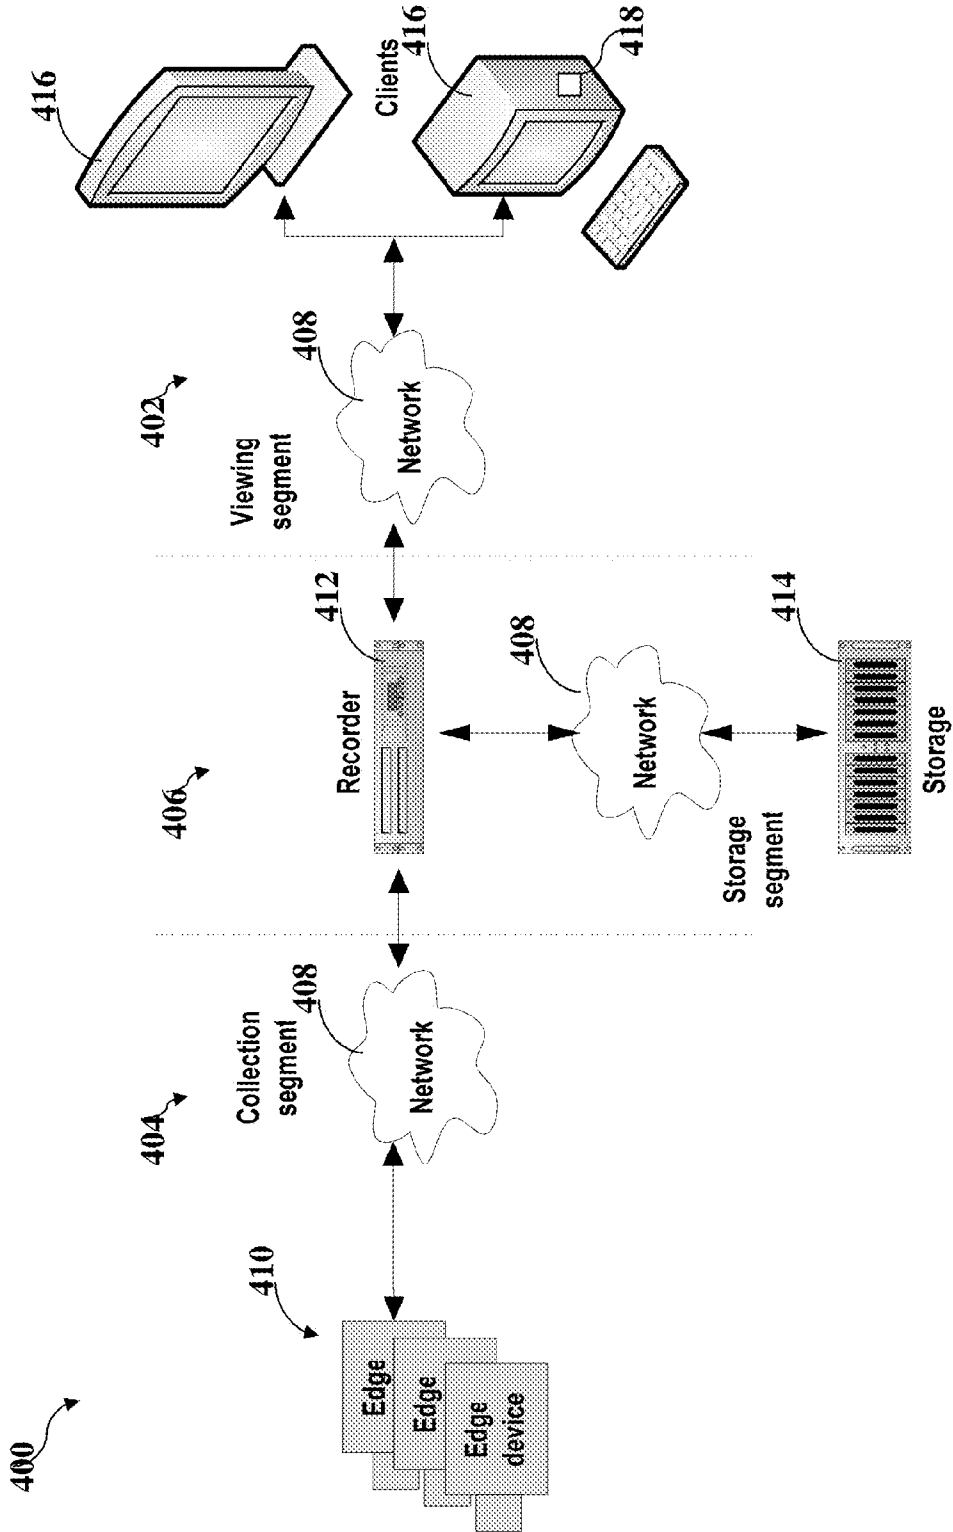 400
410
Edge
Edge
Edge
device
404
Collection
segment
408
Network
406
Recorder
412
408
Network
Storage
segment
414
Storage
402
Viewing
segment
408
Network
416
Clients
416
418